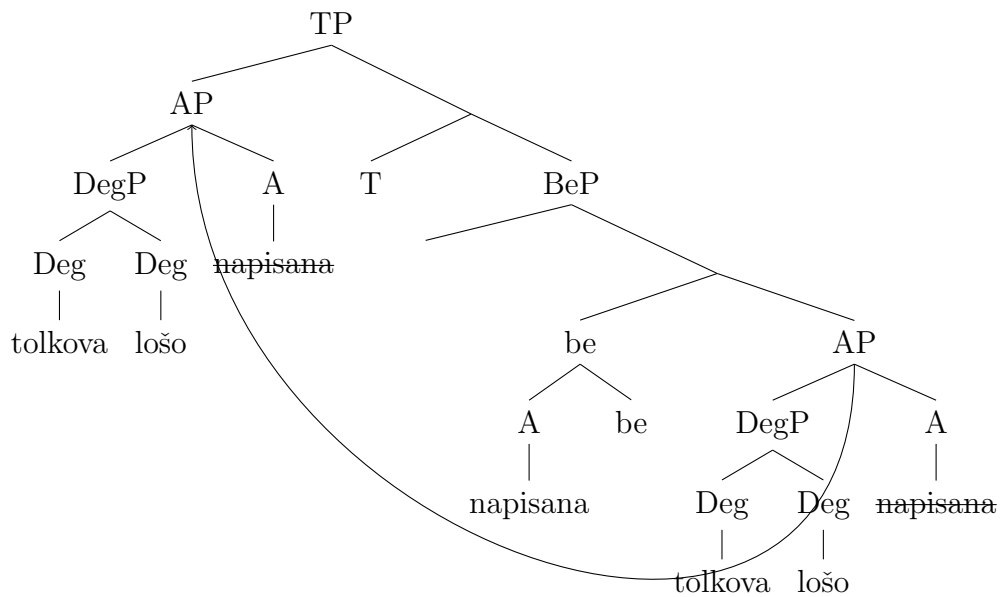 TP
AP
DegP A T BeP
Deg Deg napisana
tolkova lošo be AP
A be DegP A
napisana Deg Deg napisana
tolkova lošo